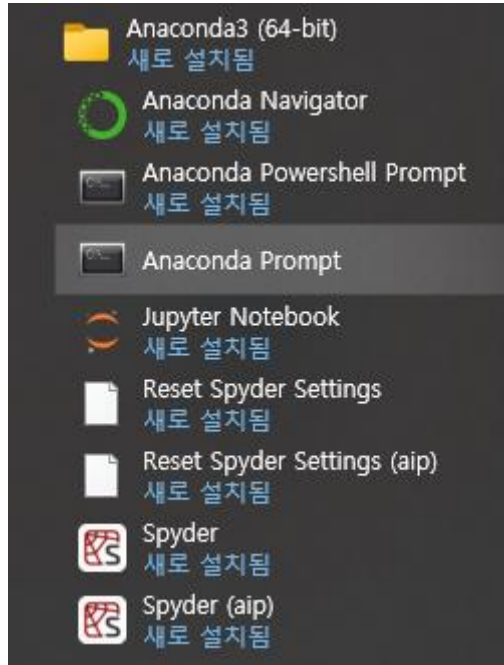 Anaconda3 (64-bit)
새로 설치됨
Anaconda Navigator
새로 설치됨
Anaconda Powershell Prompt
새로 설치됨
Anaconda Prompt
Jupyter Notebook
새로 설치됨
Reset Spyder Settings
새로 설치됨
Reset Spyder Settings (aip)
새로 설치됨
Spyder
새로 설치됨
Spyder (aip)
새로 설치됨